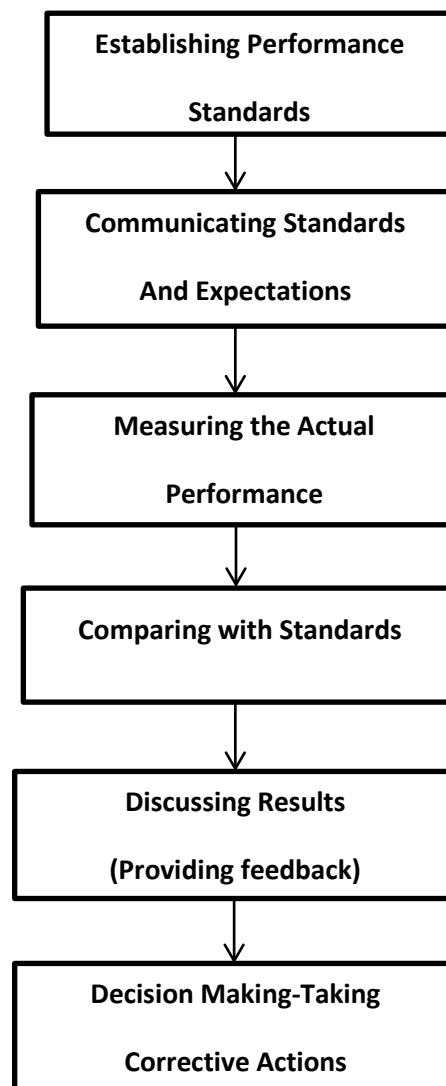 Establishing Performance
Standards
Communicating Standards
And Expectations
Measuring the Actual
Performance
Comparing with Standards
Discussing Results
(Providing feedback)
Decision Making-Taking
Corrective Actions